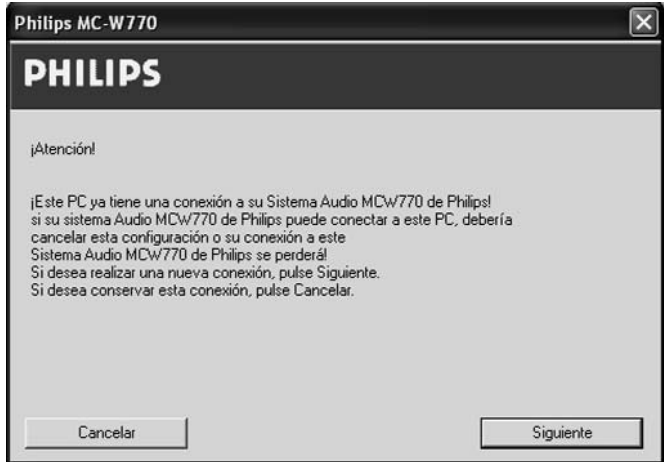 Philips MC-W770
PHILIPS
¡Atención!
¡Este PC ya tiene una conexión a su Sistema Audio MCW770 de Philips!
si su sistema Audio MCW770 de Philips puede conectar a este PC, debería
cancelar esta configuración o su conexión a este
Sistema Audio MCW770 de Philips se perderá!
Si desea realizar una nueva conexión, pulse Siguiente.
Si desea conservar esta conexión, pulse Cancelar.
Cancelar
Siguiente